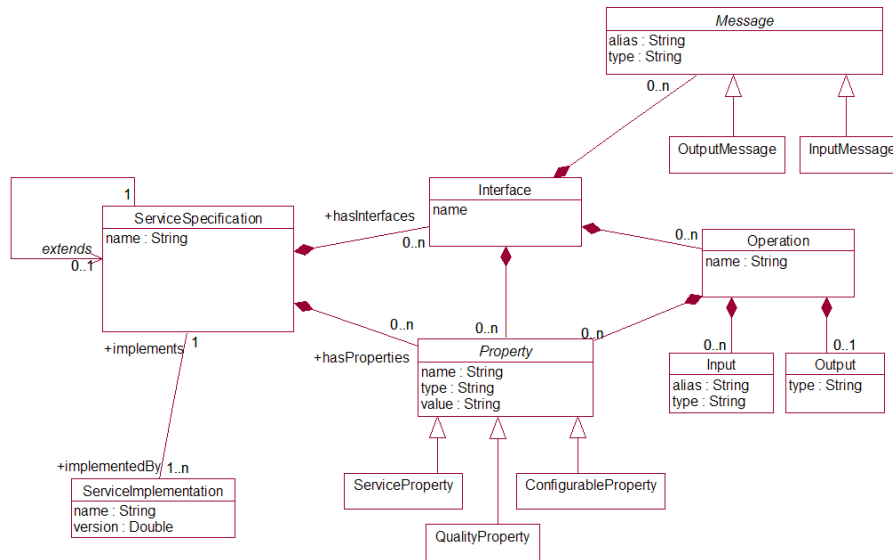 Message
alias : String
type : String
0..n
OutputMessage
InputMessage
1
ServiceSpecification
name : String
extends
0..1
+hasInterfaces
0..n
Interface
name
0..n
Operation
name : String
0..n
+hasProperties
0..n
0..n
Property
name : String
type : String
value : String
0..n
Input
alias : String
type : String
0..1
Output
type : String
+implements
1
ServiceProperty
ConfigurableProperty
QualityProperty
+implementedBy
1..n
ServiceImplementation
name : String
version : Double